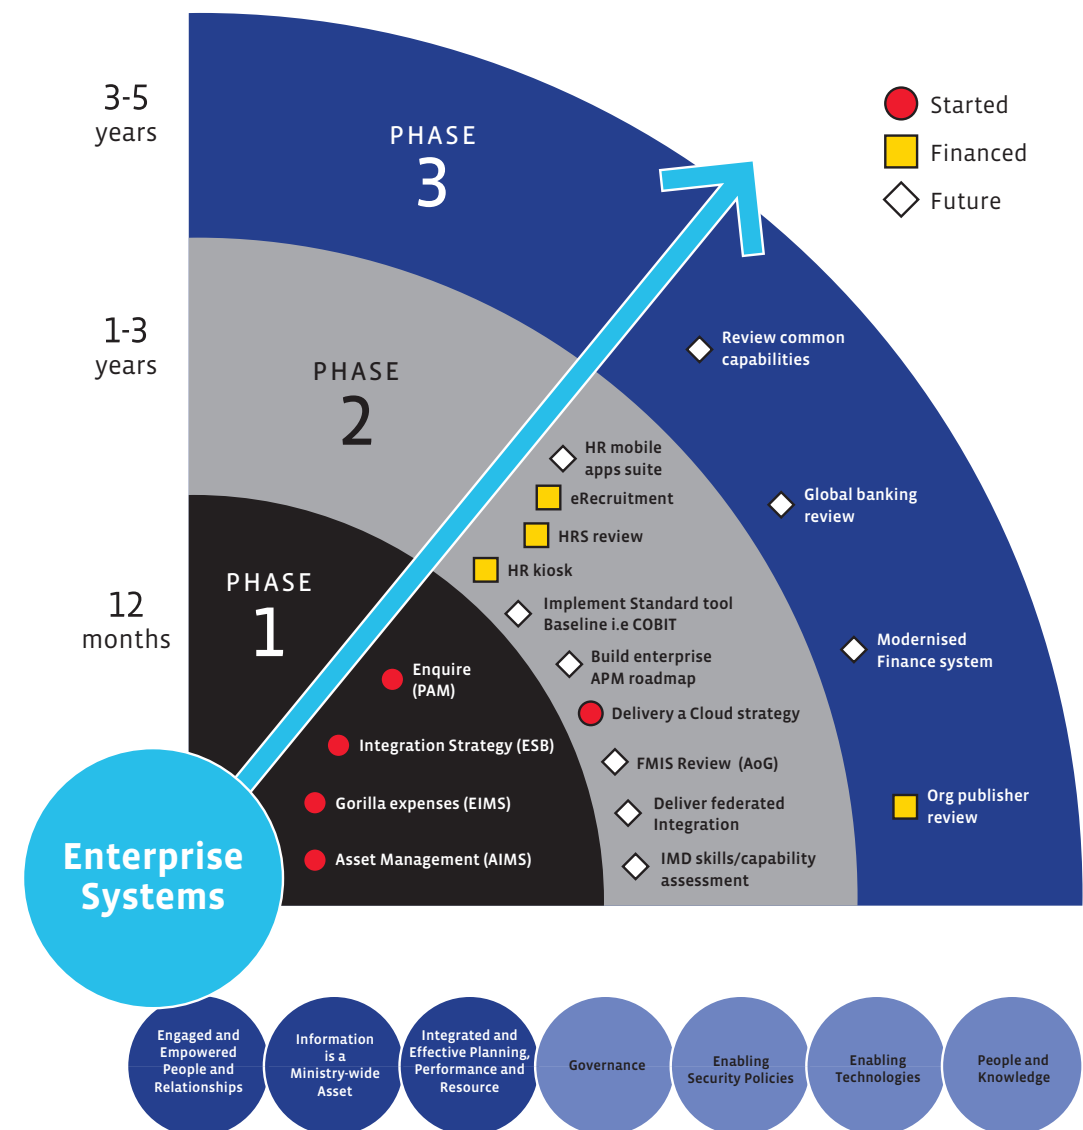 3-5
years
PHASE
3
Started
Financed
Future
1-3
years
PHASE
2
Review common
capabilities
HR mobile
apps suite
eRecruitment
HRS review
HR kiosk
Global banking
review
12
months
PHASE
1
Implement Standard tool
Baseline i.e COBIT
Build enterprise
APM roadmap
Delivery a Cloud strategy
FMIS Review (AoG)
Deliver federated
Integration
IMD skills/capability
assessment
Modernised
Finance system
Org publisher
review
Enquire
(PAM)
Integration Strategy (ESB)
Gorilla expenses (EIMS)
Asset Management (AIMS)
Enterprise
Systems
Engaged and
Empowered
People and
Relationships
Information
is a
Ministry-wide
Asset
Integrated and
Effective Planning,
Performance and
Resource
Governance
Enabling
Security Policies
Enabling
Technologies
People and
Knowledge